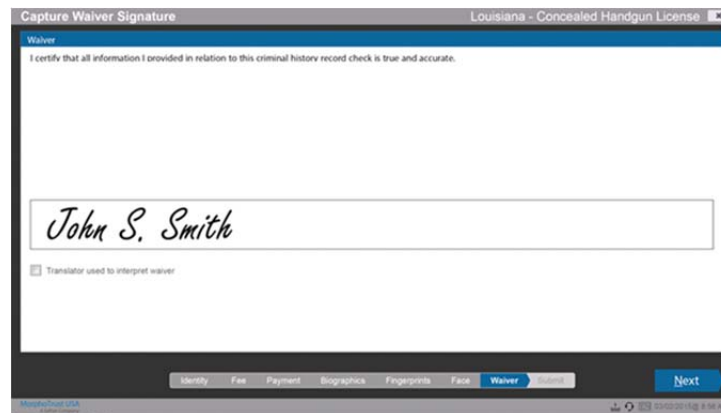 Capture Waiver Signature
Louisiana - Concealed Handgun License
Waiver
I certify that all information I provided in relation to this criminal history record check is true and accurate.
John S. Smith
Translator used to interpret waiver
Identity Fee Payment Biographics Fingerprints Face Waiver Submit
Next
MorphoTrust USA